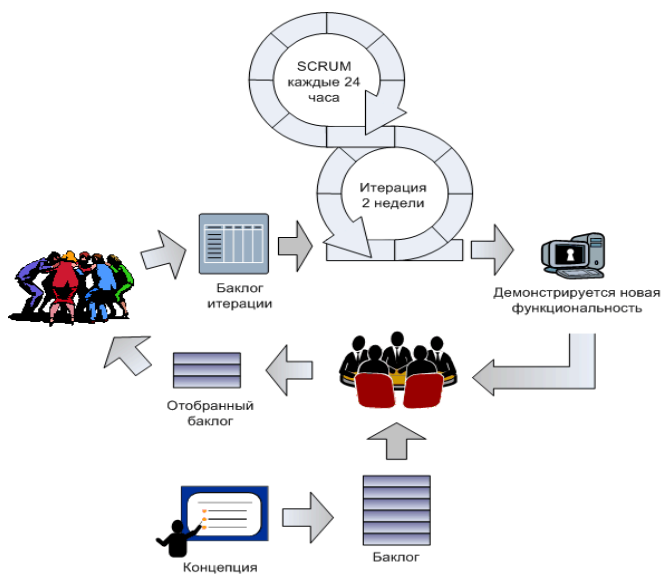 SCRUM
каждые 24
часа
Итерация
2 недели
Баклог
итерации
Демонстрируется новая
функциональность
Отобранный
баклог
Концепция
Баклог